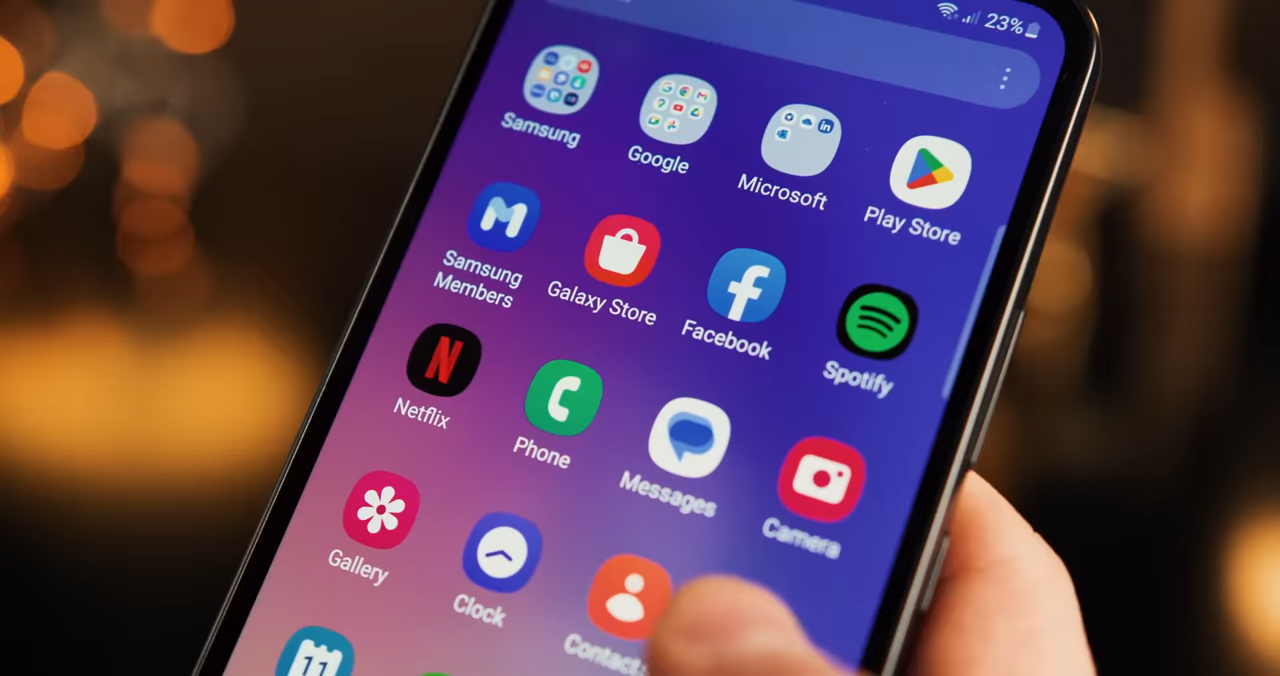 23%
Samsung
Google
Microsoft
Play Store
Samsung
Members
Galaxy Store
Facebook
Spotify
Netflix
Phone
Messages
Camera
Gallery
Clock
Contacts
11